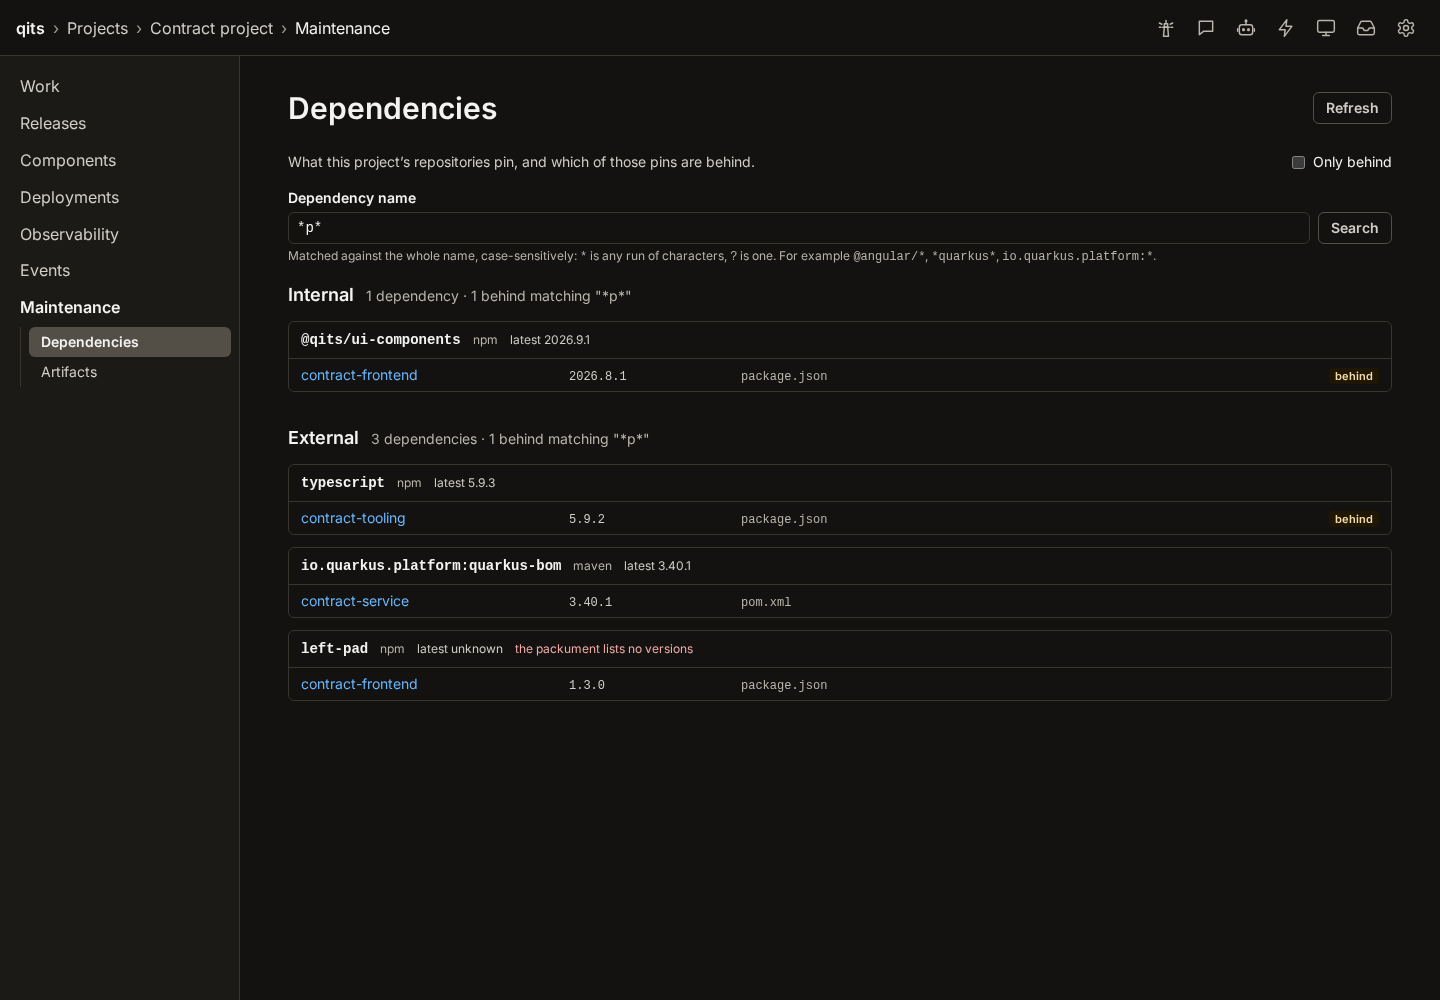 qits › Projects › Contract project › Maintenance
Work
Releases
Components
Deployments
Observability
Events
Maintenance
Dependencies
Artifacts
Dependencies
Refresh
What this project's repositories pin, and which of those pins are behind.
Only behind
Dependency name
*p*
Search
Matched against the whole name, case-sensitively: * is any run of characters, ? is one. For example @angular/*, *quarkus*, io.quarkus.platform:*.
Internal 1 dependency · 1 behind matching "*p*"
@qits/ui-components npm latest 2026.9.1
contract-frontend 2026.8.1 package.json behind
External 3 dependencies · 1 behind matching "*p*"
typescript npm latest 5.9.3
contract-tooling 5.9.2 package.json behind
io.quarkus.platform:quarkus-bom maven latest 3.40.1
contract-service 3.40.1 pom.xml
left-pad npm latest unknown the packument lists no versions
contract-frontend 1.3.0 package.json